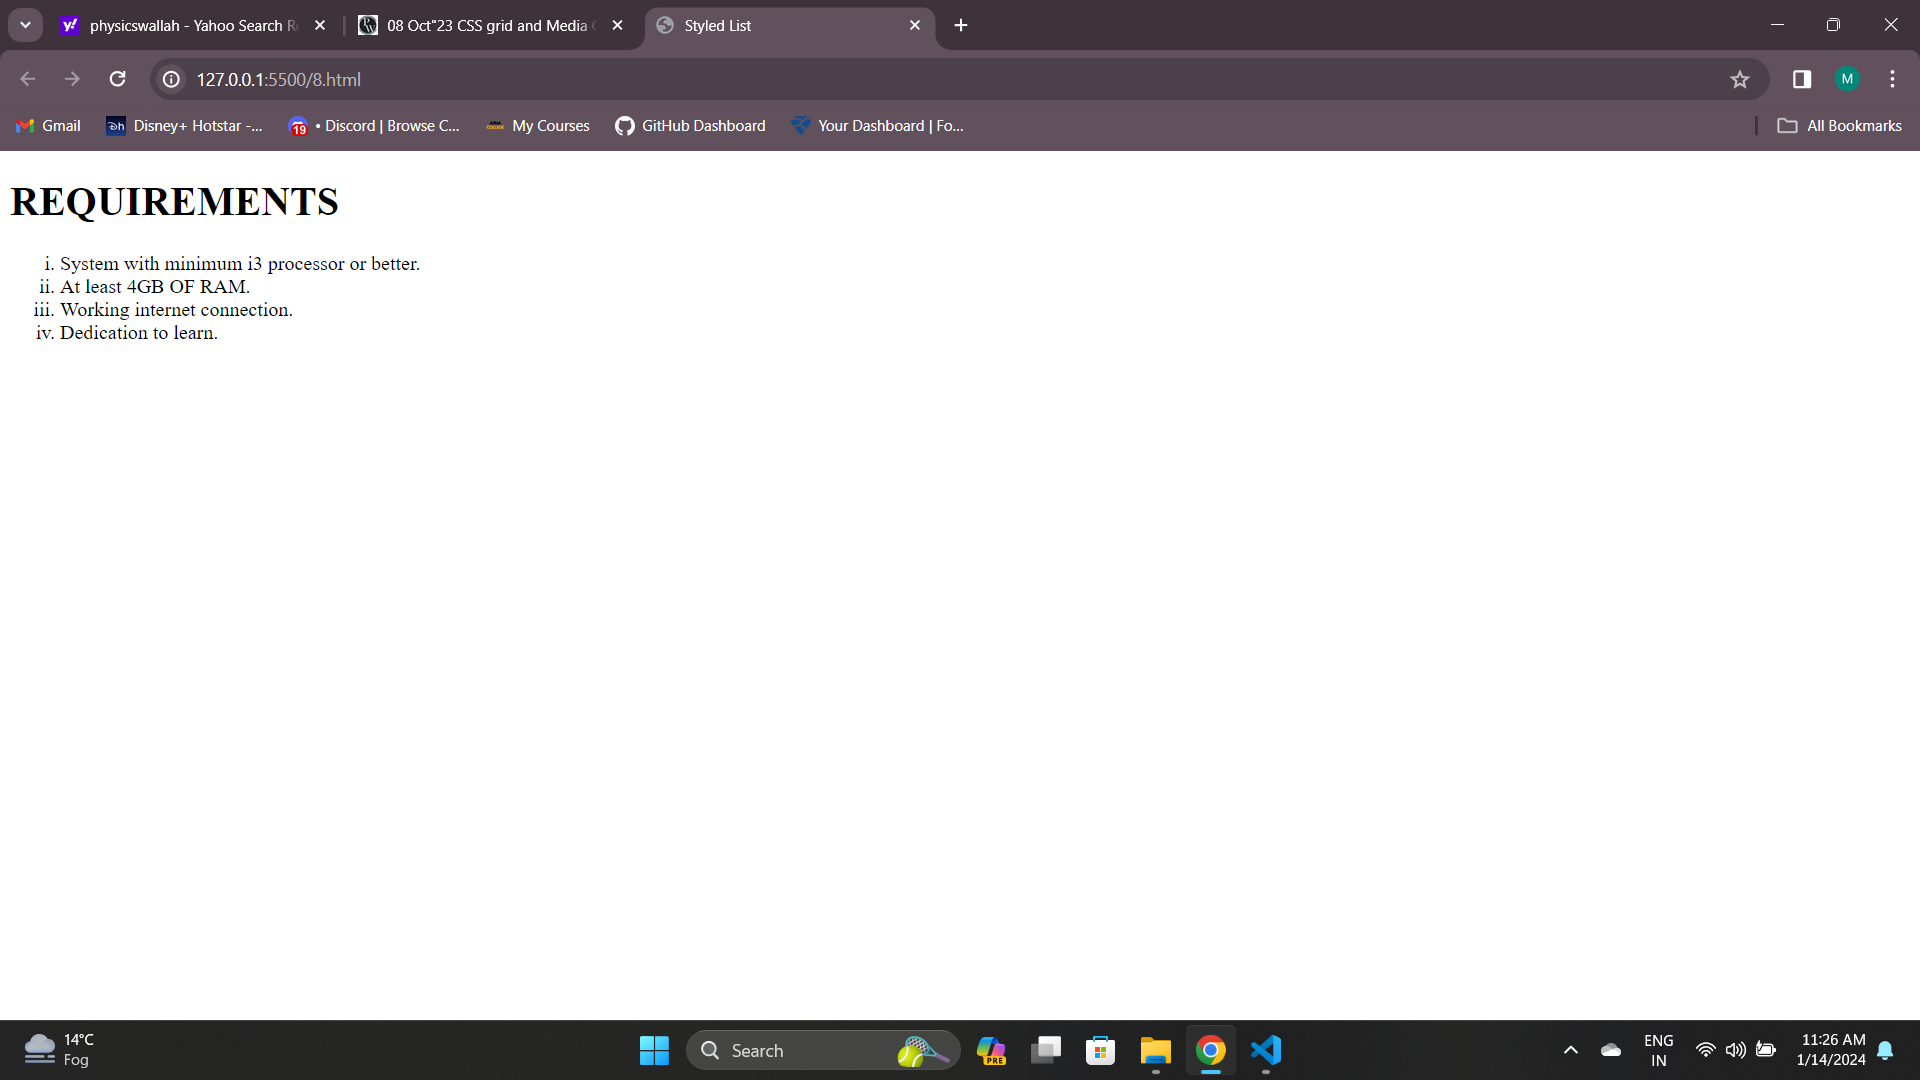 physicswallah - Yahoo Search Re
08 Oct"23 CSS grid and Media
Styled List
127.0.0.1:5500/8.html
M
Gmail
Disney+ Hotstar -...
19
• Discord | Browse C...
My Courses
GitHub Dashboard
Your Dashboard | Fo...
All Bookmarks
REQUIREMENTS
i. System with minimum i3 processor or better.
ii. At least 4GB OF RAM.
iii. Working internet connection.
iv. Dedication to learn.
14°C
Fog
Search
PRE
ENG
IN
11:26 AM
1/14/2024